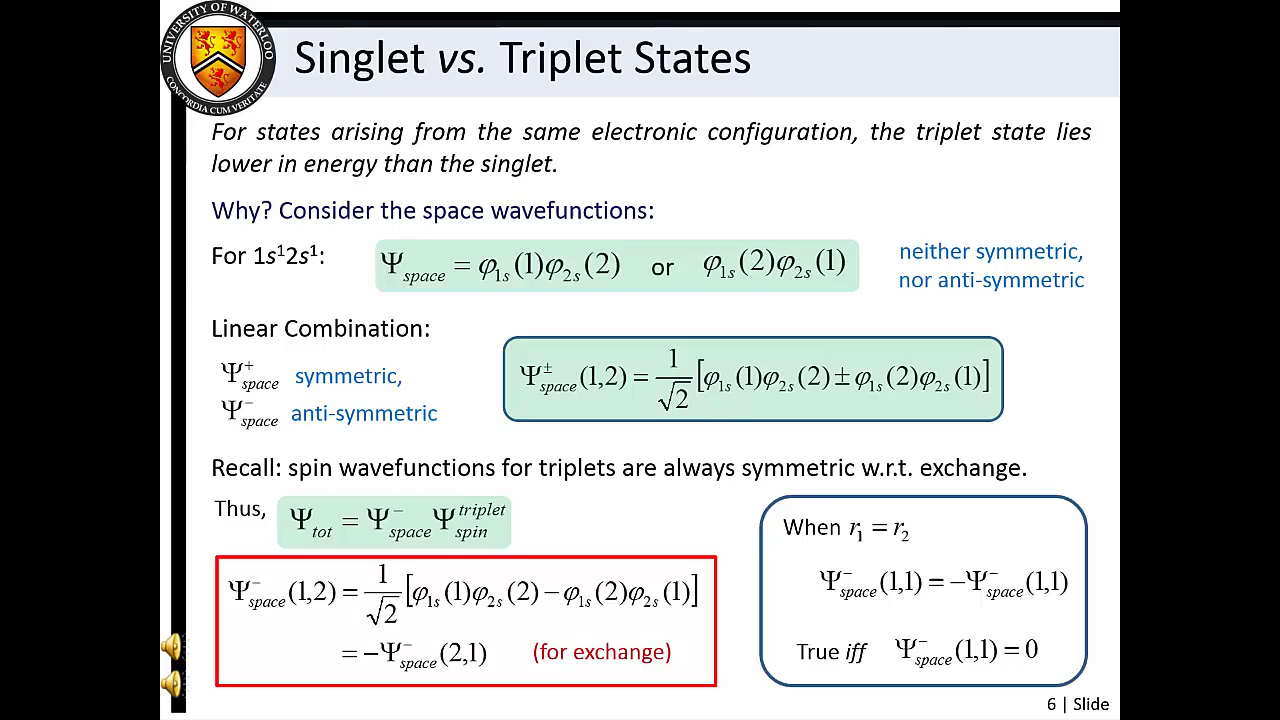 UNIVERSITY OF WATERLOO
CONCORDIA CUM VERITATE
Singlet vs. Triplet States
For states arising from the same electronic configuration, the triplet state lies
lower in energy than the singlet.
Why? Consider the space wavefunctions:
For 1s¹2s¹:
Ψ_space = φ_1s(1)φ_2s(2) or φ_1s(2)φ_2s(1)
neither symmetric,
nor anti-symmetric
Linear Combination:
Ψ⁺_space symmetric,
Ψ⁻_space anti-symmetric
Ψ±_space(1,2) = 1/√2 [φ_1s(1)φ_2s(2) ± φ_1s(2)φ_2s(1)]
Recall: spin wavefunctions for triplets are always symmetric w.r.t. exchange.
Thus, Ψ_tot = Ψ⁻_space Ψ^triplet_spin
Ψ⁻_space(1,2) = 1/√2 [φ_1s(1)φ_2s(2) − φ_1s(2)φ_2s(1)]
= −Ψ⁻_space(2,1) (for exchange)
When r₁ = r₂
Ψ⁻_space(1,1) = −Ψ⁻_space(1,1)
True iff Ψ⁻_space(1,1) = 0
6 | Slide